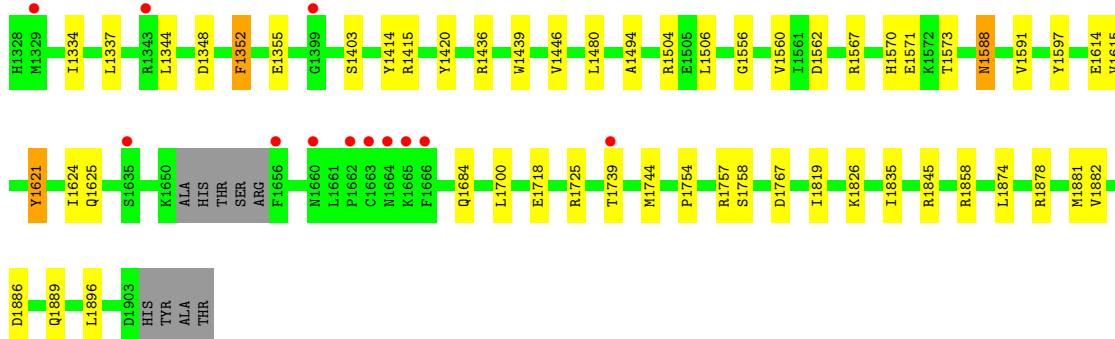 H1328 M1329 I1334 L1337 R1343 L1344 D1348 F1352 E1355 G1399 S1403 Y1414 R1415 Y1420 R1436 W1439 V1446 L1480 A1494 R1504 E1505 L1506 G1556 V1560 I1561 D1562 R1567 H1570 E1571 K1572 T1573 N1588 V1591 Y1597 E1614 V1615
Y1621 I1624 Q1625 S1635 K1650 ALA HIS THR SER ARG F1656 N1660 L1661 P1662 C1663 N1664 K1665 F1666 Q1684 L1700 E1718 R1725 T1739 M1744 P1754 R1757 S1758 D1767 I1819 K1826 I1835 R1845 R1858 L1874 R1878 M1881 V1882
D1886 Q1889 L1896 D1903 HIS TYR ALA THR